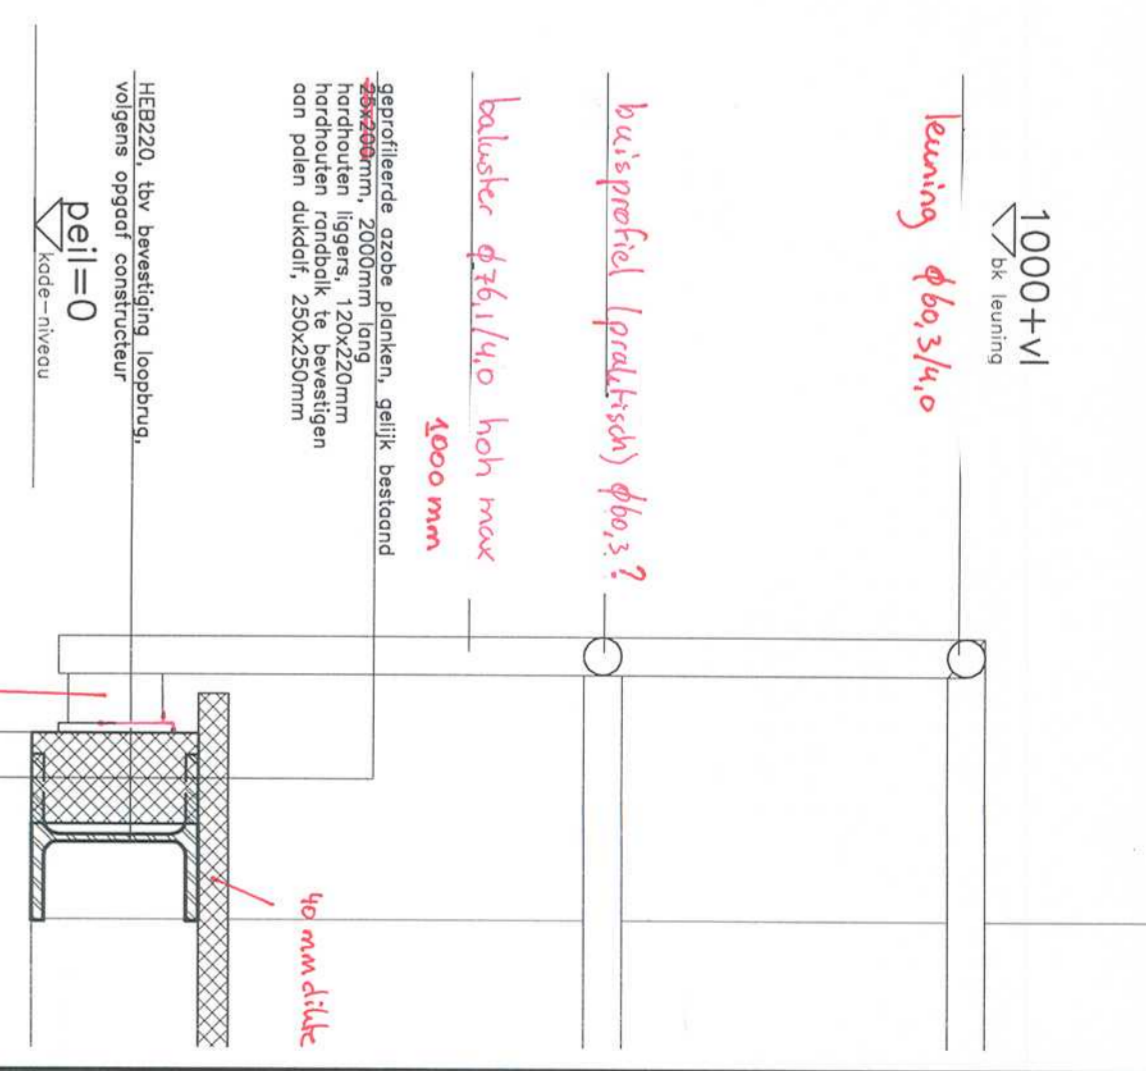 1000+vl
bk leuning
leuning ϕ60,3/4,0
buisprofiel (praktisch) ϕ60,3?
baluster ϕ76,1/4,0 hoh max
1000 mm
geprofileerde azobe planken, gelijk bestaand
25x200mm, 2000mm lang
hardhouten liggers, 120x220mm
hardhouten randbalk te bevestigen
aan palen dukdalf, 250x250mm
40 mm dikte
HEB220, tbv bevestiging loopbrug,
volgens opgaaf constructeur
peil=0
kade-niveau